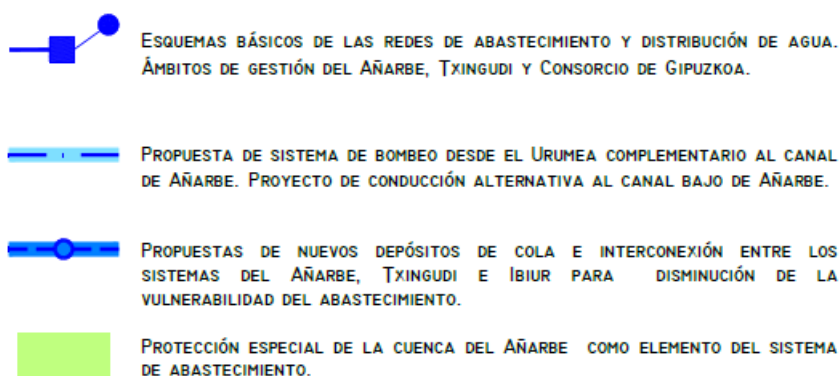 ESQUEMAS BÁSICOS DE LAS REDES DE ABASTECIMIENTO Y DISTRIBUCIÓN DE AGUA.
ÁMBITOS DE GESTIÓN DEL AÑARBE, TXINGUDI Y CONSORCIO DE GIPUZKOA.
PROPUESTA DE SISTEMA DE BOMBEO DESDE EL URUMEA COMPLEMENTARIO AL CANAL
DE AÑARBE. PROYECTO DE CONDUCCIÓN ALTERNATIVA AL CANAL BAJO DE AÑARBE.
PROPUESTAS DE NUEVOS DEPÓSITOS DE COLA E INTERCONEXIÓN ENTRE LOS
SISTEMAS DEL AÑARBE, TXINGUDI E IBIUR PARA DISMINUCIÓN DE LA
VULNERABILIDAD DEL ABASTECIMIENTO.
PROTECCIÓN ESPECIAL DE LA CUENCA DEL AÑARBE COMO ELEMENTO DEL SISTEMA
DE ABASTECIMIENTO.